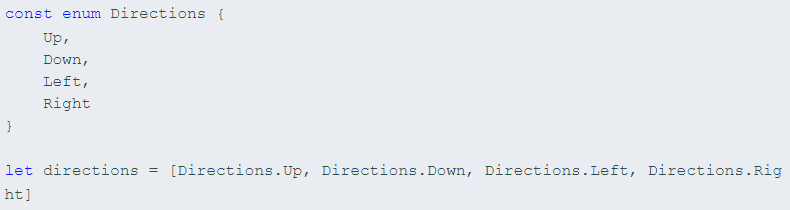 const enum Directions {
    Up,
    Down,
    Left,
    Right
}

let directions = [Directions.Up, Directions.Down, Directions.Left, Directions.Rig
ht]